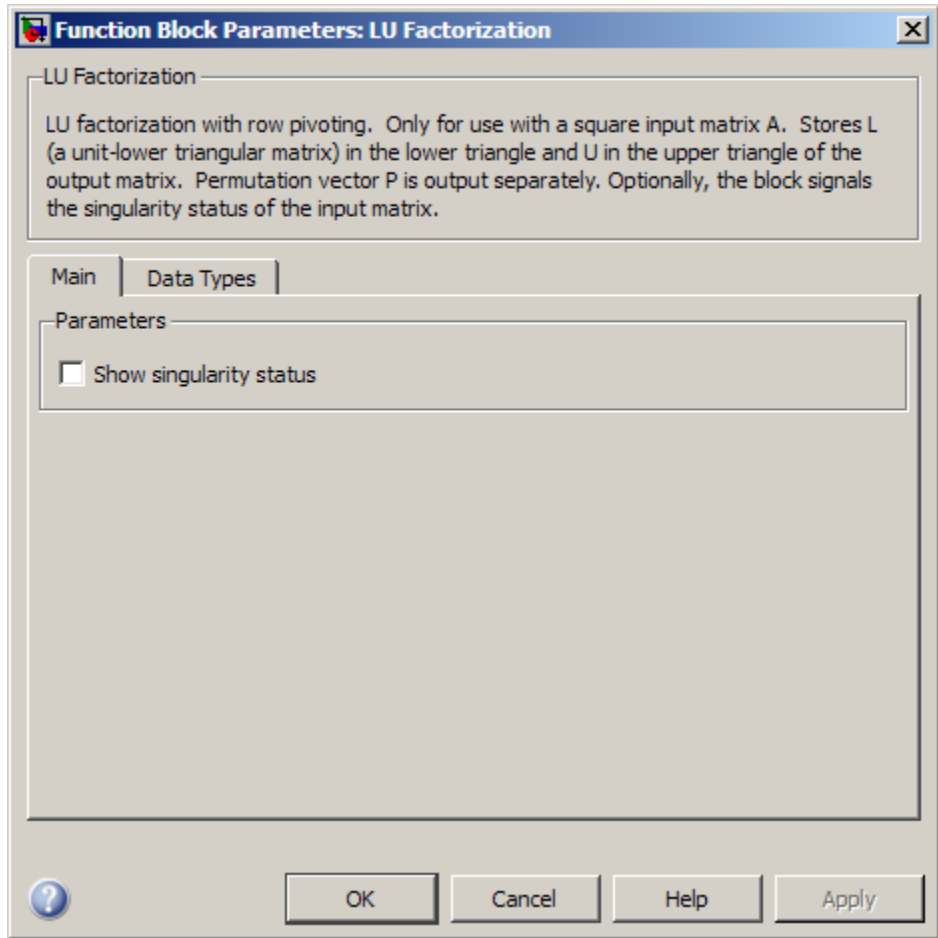 Function Block Parameters: LU Factorization
LU Factorization
LU factorization with row pivoting.  Only for use with a square input matrix A.  Stores L
(a unit-lower triangular matrix) in the lower triangle and U in the upper triangle of the
output matrix.  Permutation vector P is output separately. Optionally, the block signals
the singularity status of the input matrix.
Main Data Types
Parameters
Show singularity status
? OK Cancel Help Apply